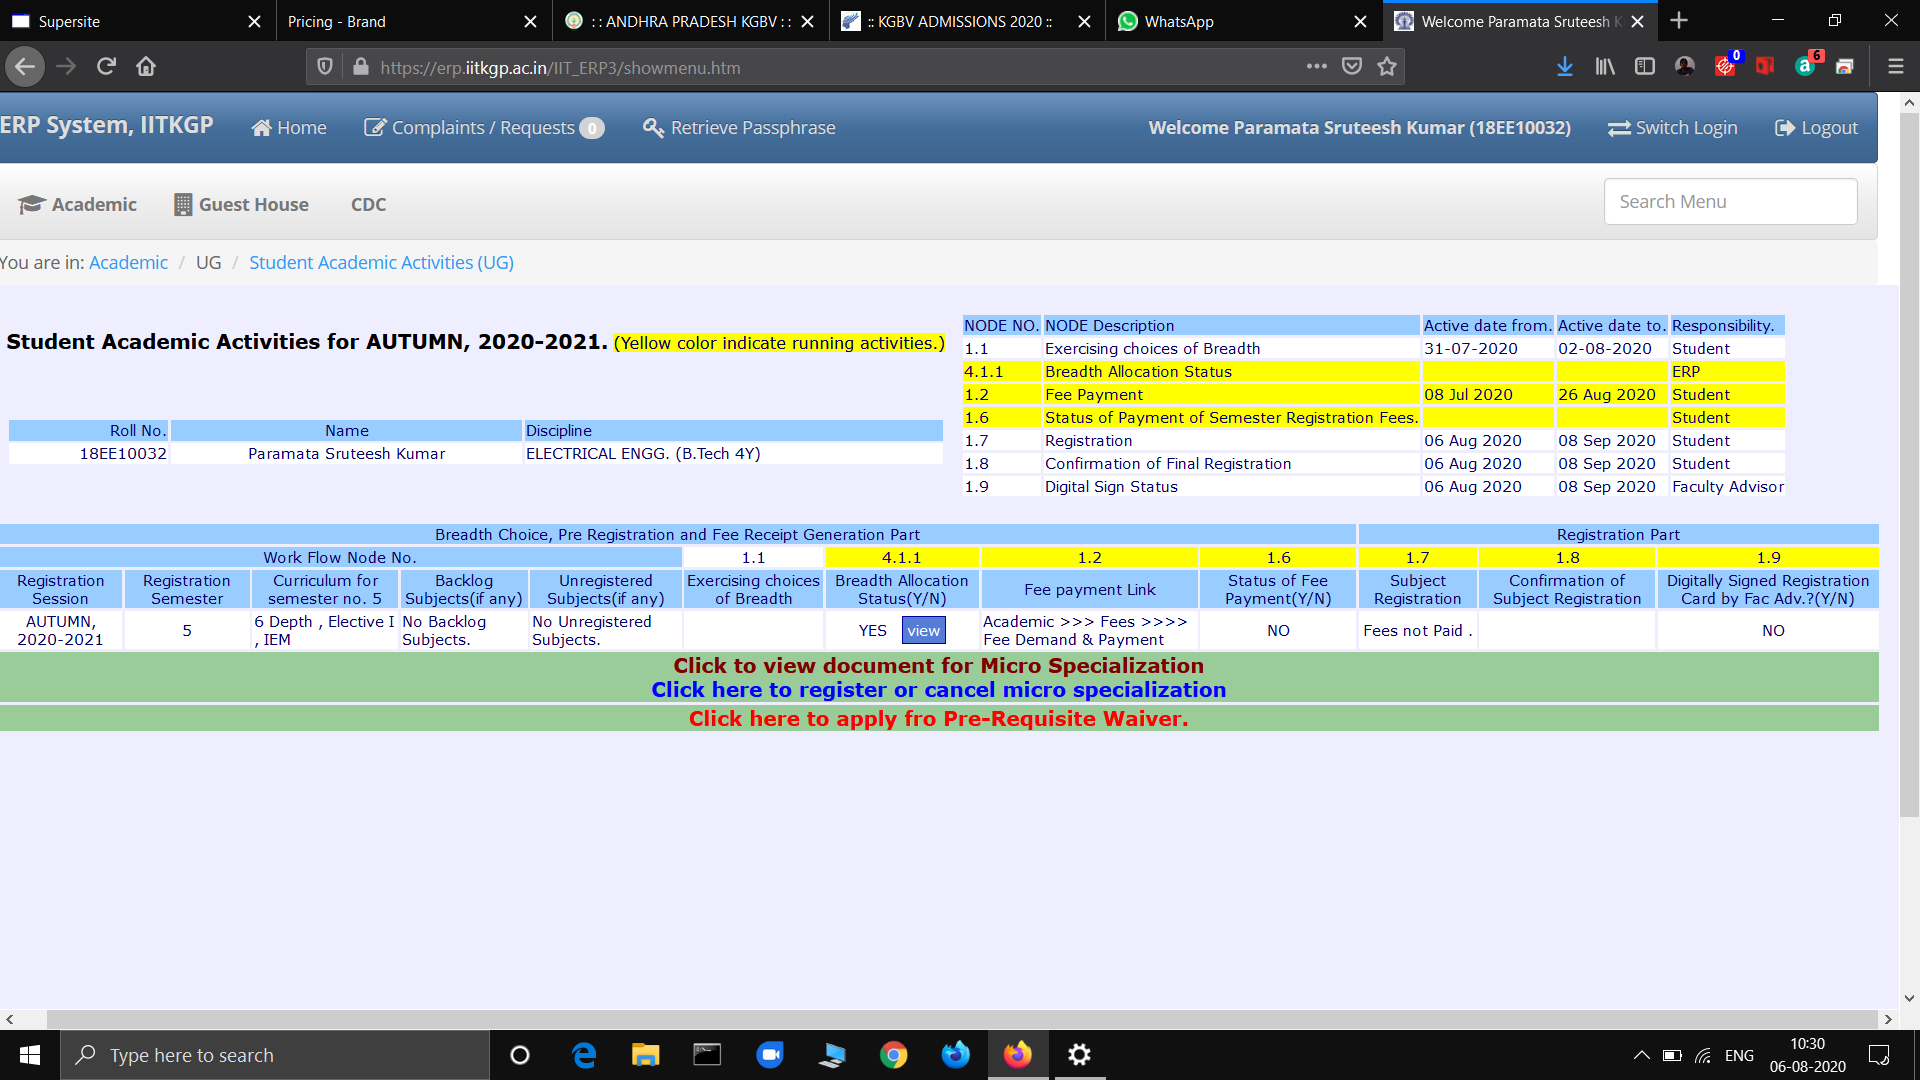 Supersite
Pricing - Brand
: : ANDHRA PRADESH KGBV : :
:: KGBV ADMISSIONS 2020 ::
WhatsApp
Welcome Paramata Sruteesh K
https://erp.iitkgp.ac.in/IIT_ERP3/showmenu.htm
0
6
ERP System, IITKGP
Home
Complaints / Requests 0
Retrieve Passphrase
Welcome Paramata Sruteesh Kumar (18EE10032)
Switch Login
Logout
Academic
Guest House
CDC
Search Menu
You are in: Academic / UG / Student Academic Activities (UG)
Student Academic Activities for AUTUMN, 2020-2021. (Yellow color indicate running activities.)
NODE NO. NODE Description Active date from. Active date to. Responsibility.
1.1 Exercising choices of Breadth 31-07-2020 02-08-2020 Student
4.1.1 Breadth Allocation Status ERP
1.2 Fee Payment 08 Jul 2020 26 Aug 2020 Student
1.6 Status of Payment of Semester Registration Fees. Student
1.7 Registration 06 Aug 2020 08 Sep 2020 Student
1.8 Confirmation of Final Registration 06 Aug 2020 08 Sep 2020 Student
1.9 Digital Sign Status 06 Aug 2020 08 Sep 2020 Faculty Advisor
Roll No. Name Discipline
18EE10032 Paramata Sruteesh Kumar ELECTRICAL ENGG. (B.Tech 4Y)
Breadth Choice, Pre Registration and Fee Receipt Generation Part Registration Part
Work Flow Node No. 1.1 4.1.1 1.2 1.6 1.7 1.8 1.9
Registration Session
Registration Semester
Curriculum for semester no. 5
Backlog Subjects(if any)
Unregistered Subjects(if any)
Exercising choices of Breadth
Breadth Allocation Status(Y/N)
Fee payment Link
Status of Fee Payment(Y/N)
Subject Registration
Confirmation of Subject Registration
Digitally Signed Registration Card by Fac Adv.?(Y/N)
AUTUMN, 2020-2021
5
6 Depth , Elective I , IEM
No Backlog Subjects.
No Unregistered Subjects.
YES view
Academic >>> Fees >>>> Fee Demand & Payment
NO
Fees not Paid .
NO
Click to view document for Micro Specialization
Click here to register or cancel micro specialization
Click here to apply fro Pre-Requisite Waiver.
Type here to search
ENG
10:30
06-08-2020